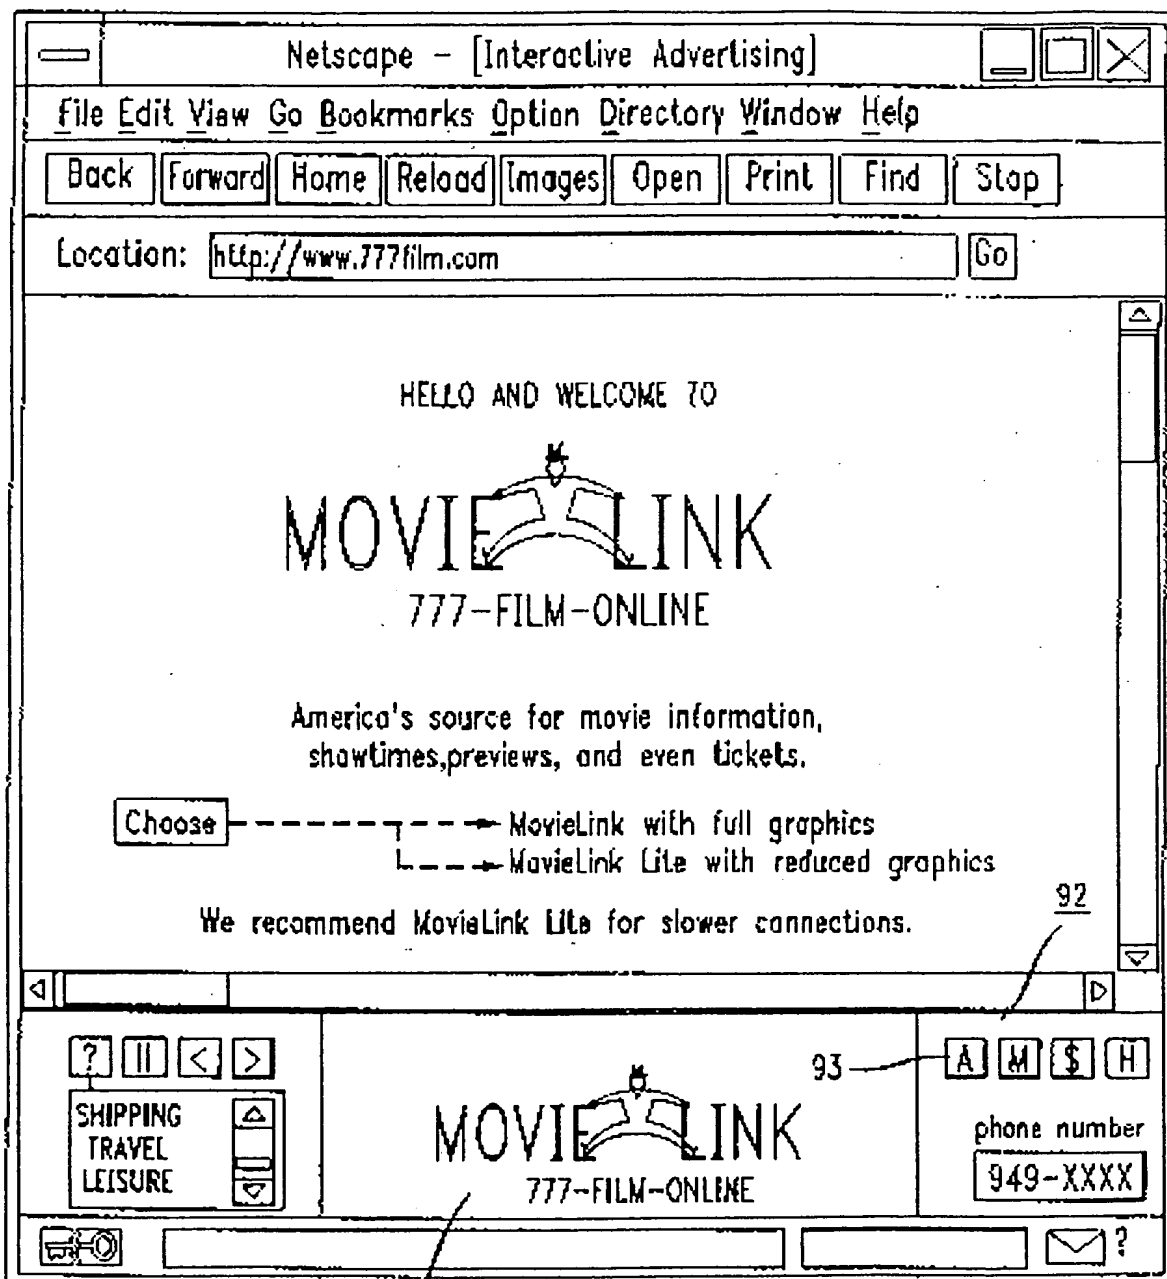 Netscape - [Interactive Advertising]
File Edit View Go Bookmarks Option Directory Window Help
Back Forward Home Reload Images Open Print Find Stop
Location: http://www.777film.com Go
HELLO AND WELCOME TO
M
MOVIE LINK
777-FILM-ONLINE
America's source for movie information,
showtimes,previews, and even tickets.
Choose MovieLink with full graphics
MovieLink Lite with reduced graphics
We recommend MovieLink Lite for slower connections.
92
? || < >
93 A M $ H
SHIPPING
TRAVEL
LEISURE
M
MOVIE LINK
777-FILM-ONLINE
phone number
949-XXXX
?